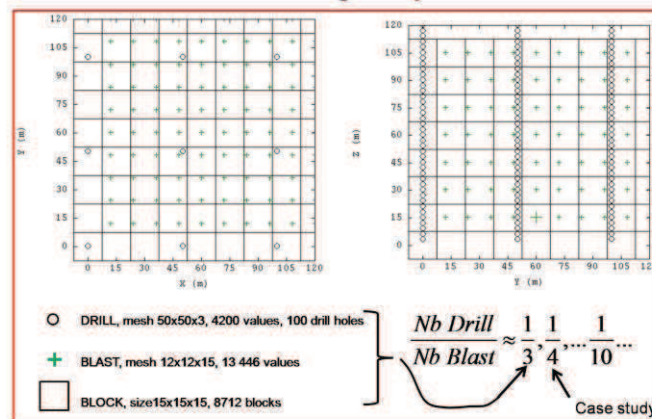 120
105
90
75
60
45
30
15
0
Y (m)
0 15 30 45 60 75 90 105 120
X (m)
120
105
90
75
60
45
30
15
0
Z (m)
0 15 30 45 60 75 90 105 120
Y (m)
DRILL, mesh 50x50x3, 4200 values, 100 drill holes
BLAST, mesh 12x12x15, 13 446 values
BLOCK, size15x15x15, 8712 blocks
Nb Drill / Nb Blast ≈ 1/3, 1/4, ... 1/10 ...
Case study